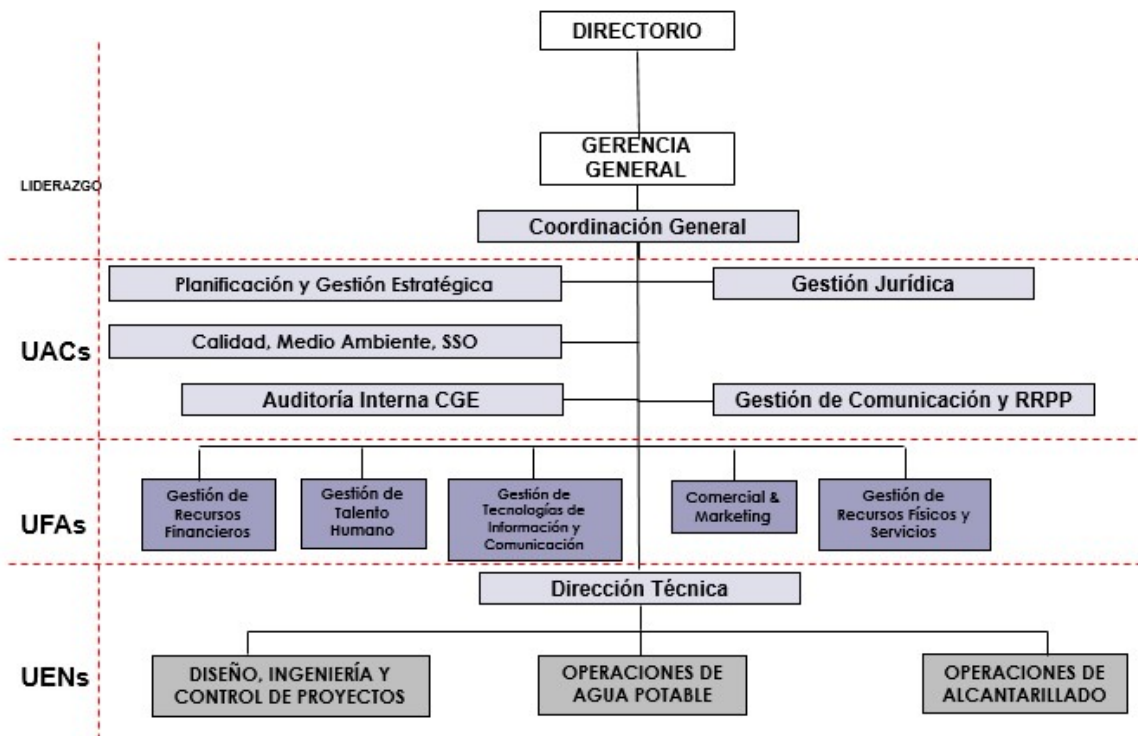 DIRECTORIO
GERENCIA
GENERAL
LIDERAZGO
Coordinación General
Planificación y Gestión Estratégica
Gestión Jurídica
UACs
Calidad, Medio Ambiente, SSO
Auditoría Interna CGE
Gestión de Comunicación y RRPP
UFAs
Gestión de
Recursos
Financieros
Gestión de
Talento
Humano
Gestión de
Tecnologías de
Información y
Comunicación
Comercial &
Marketing
Gestión de
Recursos Físicos y
Servicios
Dirección Técnica
UENs
DISEÑO, INGENIERÍA Y
CONTROL DE PROYECTOS
OPERACIONES DE
AGUA POTABLE
OPERACIONES DE
ALCANTARILLADO